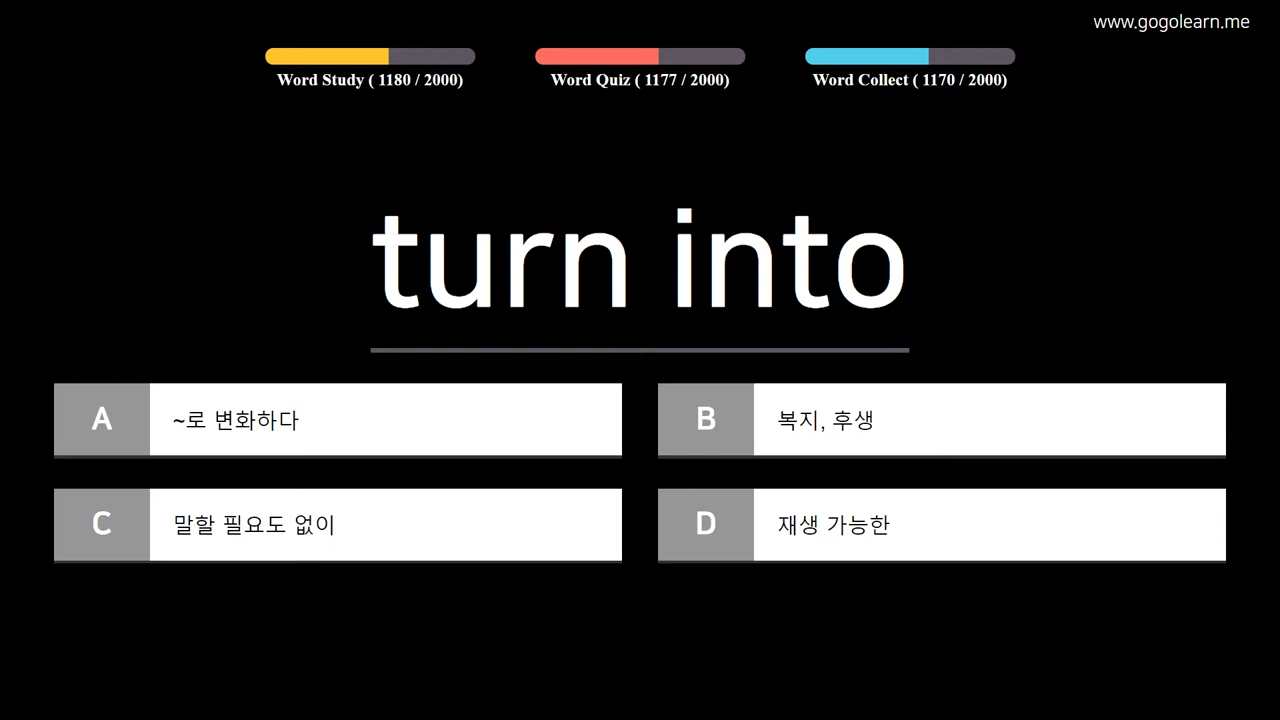 www.gogolearn.me
Word Study ( 1180 / 2000)
Word Quiz ( 1177 / 2000)
Word Collect ( 1170 / 2000)
turn into
A ~로 변화하다
B 복지, 후생
C 말할 필요도 없이
D 재생 가능한